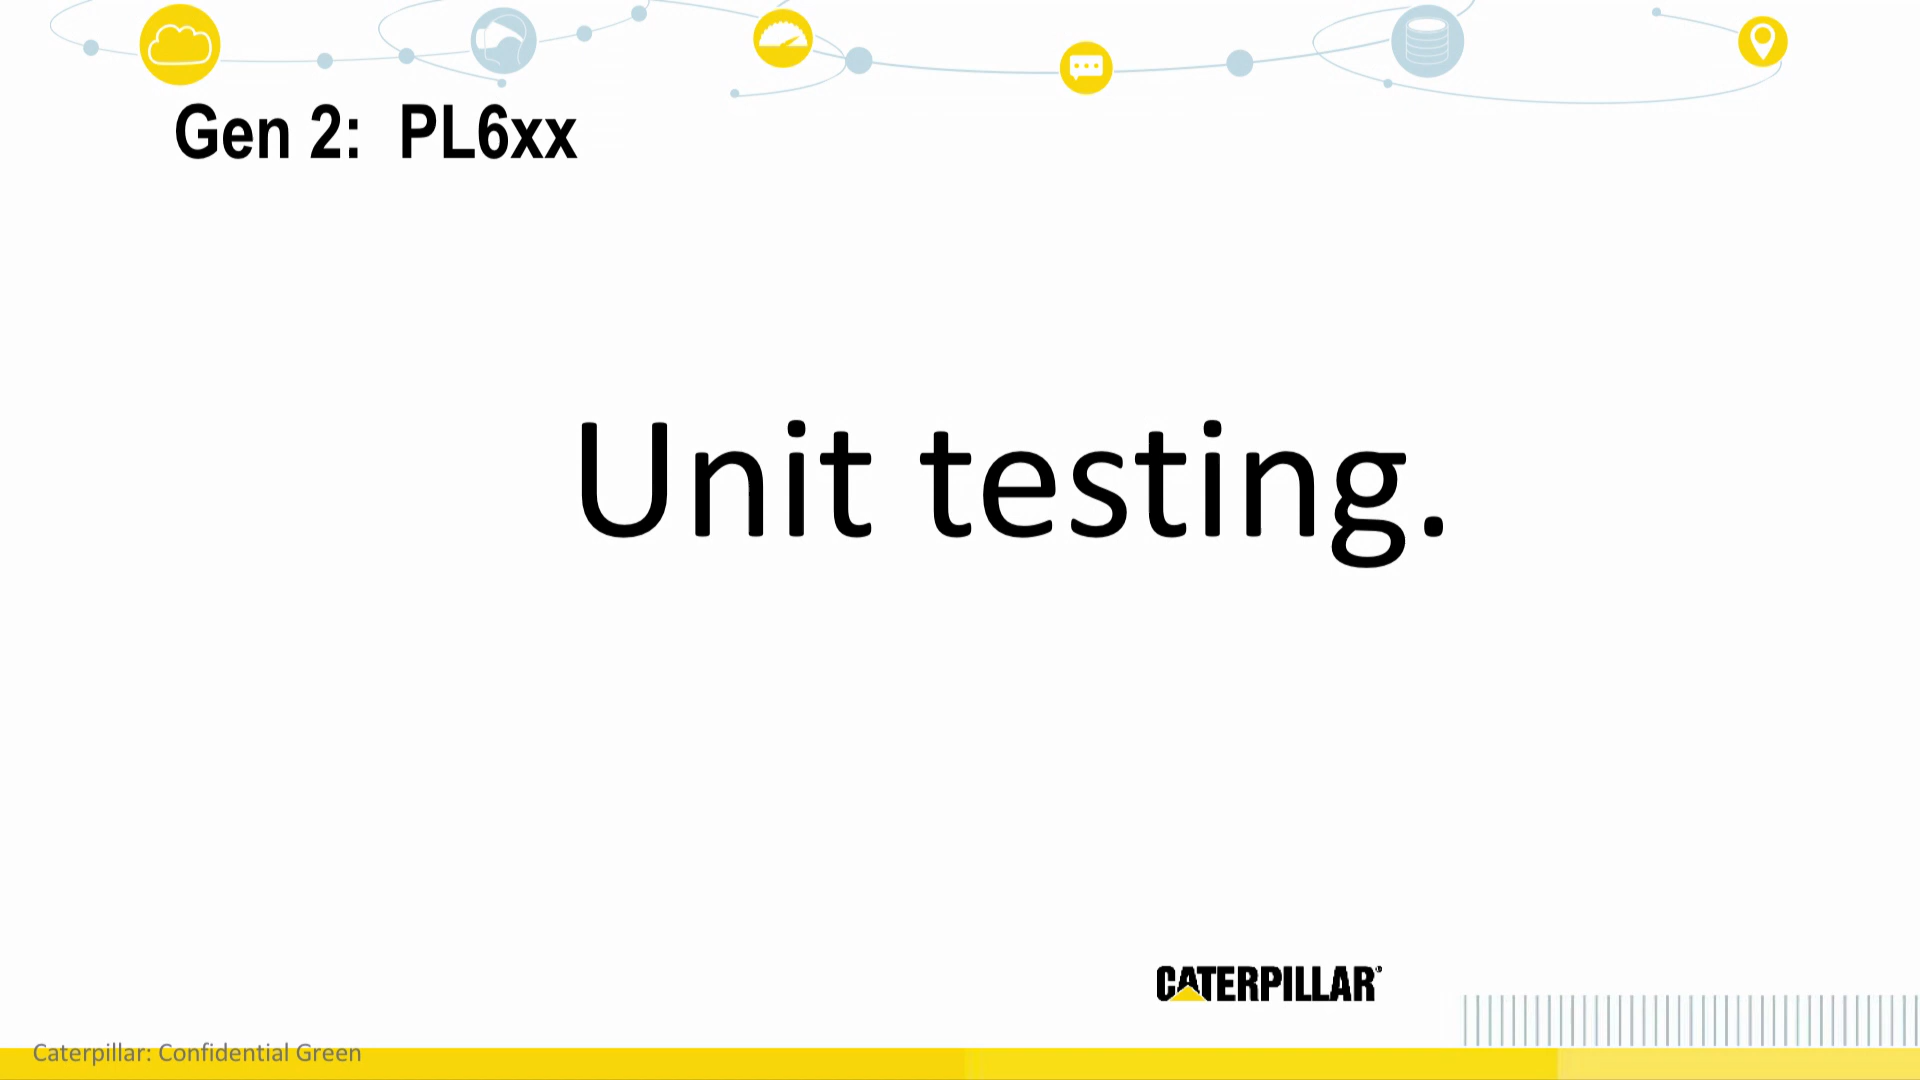 Gen 2: PL6xx
Unit testing.
CATERPILLAR®
Caterpillar: Confidential Green